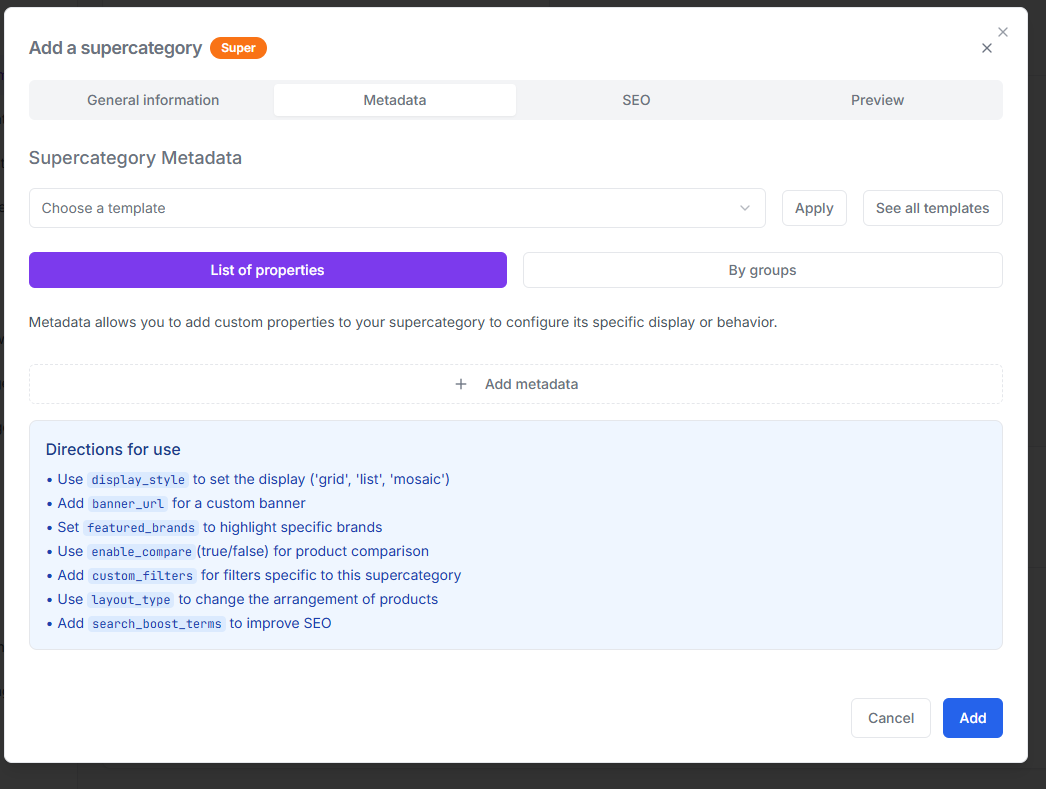 Add a supercategory Super
General information Metadata SEO Preview
Supercategory Metadata
Choose a template Apply See all templates
List of properties By groups
Metadata allows you to add custom properties to your supercategory to configure its specific display or behavior.
+ Add metadata
Directions for use
• Use display_style to set the display ('grid', 'list', 'mosaic')
• Add banner_url for a custom banner
• Set featured_brands to highlight specific brands
• Use enable_compare (true/false) for product comparison
• Add custom_filters for filters specific to this supercategory
• Use layout_type to change the arrangement of products
• Add search_boost_terms to improve SEO
Cancel Add